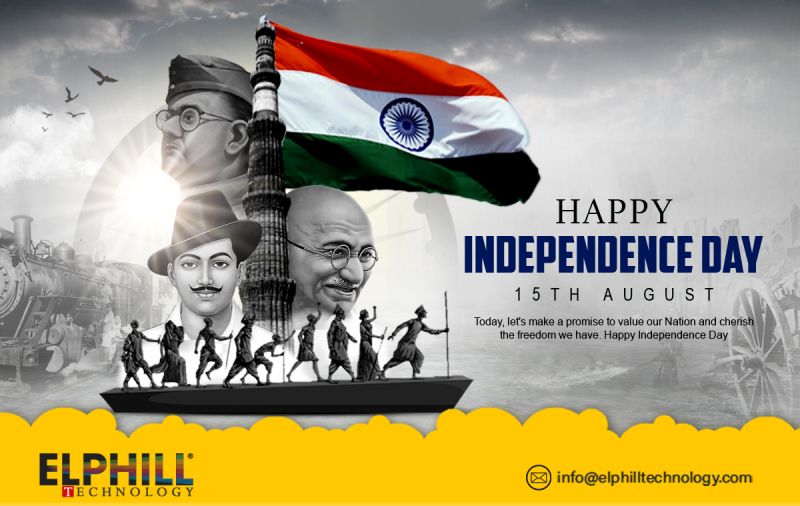 HAPPY
INDEPENDENCE DAY
15TH AUGUST
Today, let's make a promise to value our Nation and cherish
the freedom we have. Happy Independence Day
ELPHILL®
TECHNOLOGY
info@elphilltechnology.com